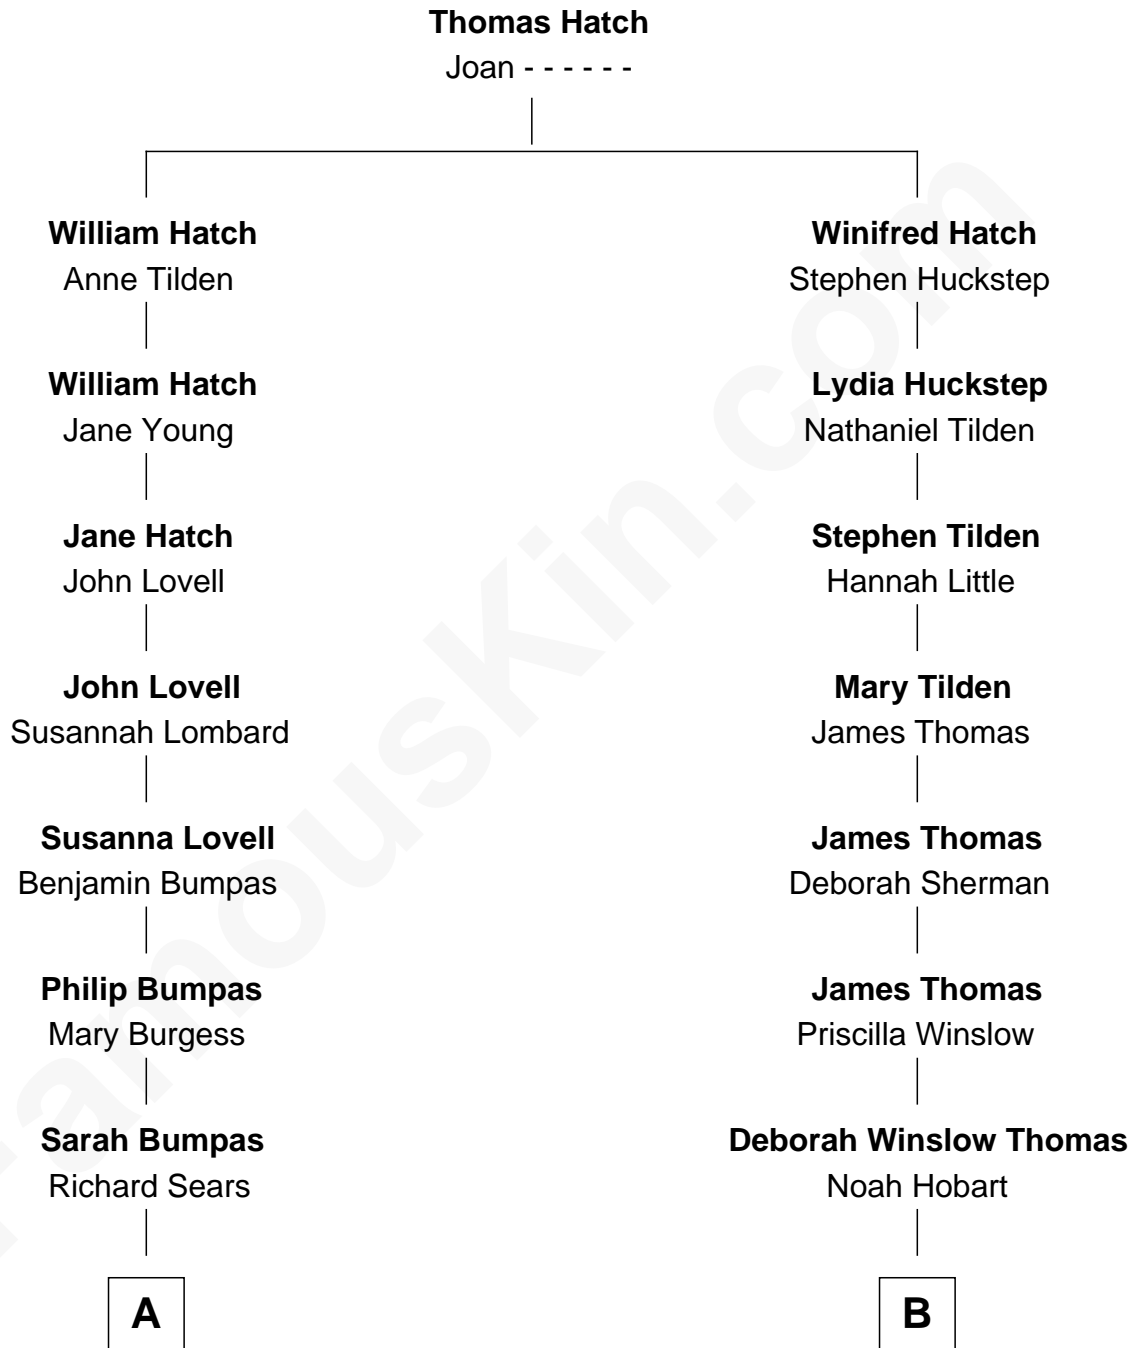 Thomas Hatch
Joan - - - - - -
William Hatch
Anne Tilden
William Hatch
Jane Young
Jane Hatch
John Lovell
John Lovell
Susannah Lombard
Susanna Lovell
Benjamin Bumpas
Philip Bumpas
Mary Burgess
Sarah Bumpas
Richard Sears
A
Winifred Hatch
Stephen Huckstep
Lydia Huckstep
Nathaniel Tilden
Stephen Tilden
Hannah Little
Mary Tilden
James Thomas
James Thomas
Deborah Sherman
James Thomas
Priscilla Winslow
Deborah Winslow Thomas
Noah Hobart
B
FamousKin.com